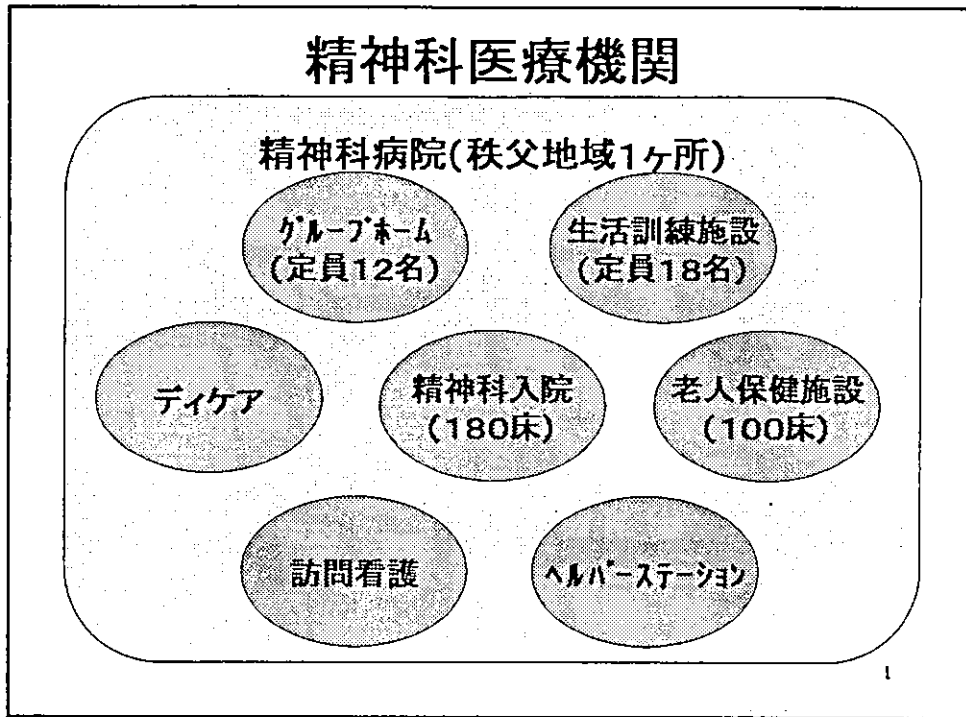 精神科医療機関
精神科病院(秩父地域1ヶ所)
ｸﾞﾙｰﾌﾟﾎｰﾑ
(定員12名)
生活訓練施設
(定員18名)
ディケア
精神科入院
(180床)
老人保健施設
(100床)
訪問看護
ﾍﾙﾊﾟｰｽﾃｰｼｮﾝ
1